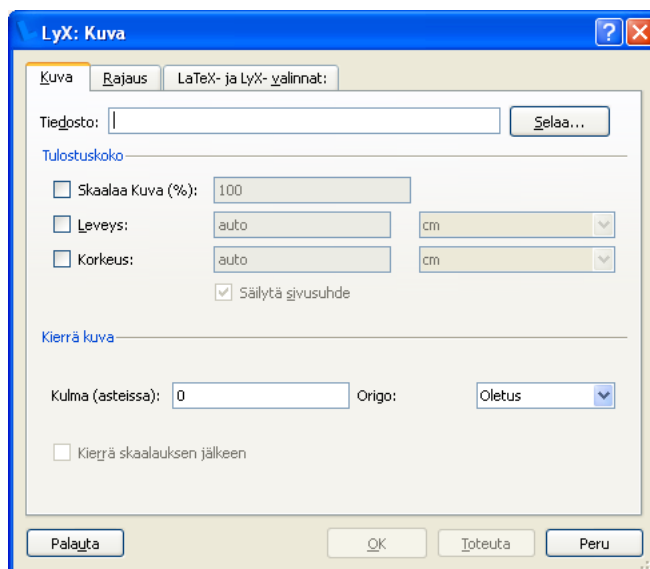 LyX: Kuva
Kuva Rajaus LaTeX- ja LyX- valinnat:
Tiedosto: Selaa...
Tulostuskoko
Skaalaa Kuva (%): 100
Leveys: auto cm
Korkeus: auto cm
Säilytä sivusuhde
Kierrä kuva
Kulma (asteissa): 0 Origo: Oletus
Kierrä skaalauksen jälkeen
Palauta OK Toteuta Peru